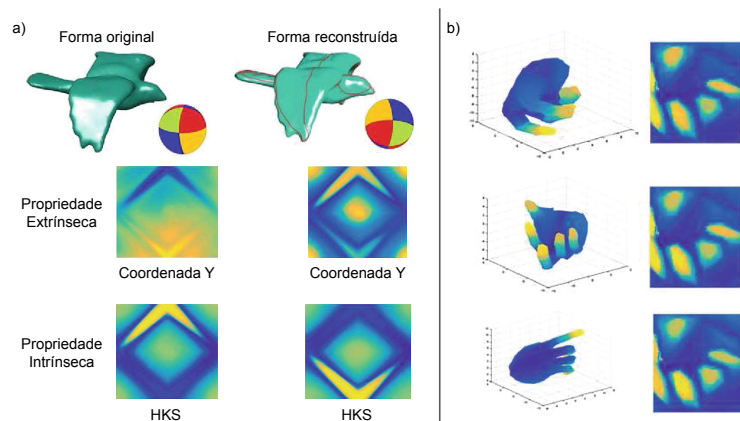 a)
Forma original
Forma reconstruída
Propriedade
Extrínseca
Coordenada Y
Coordenada Y
Propriedade
Intrínseca
HKS
HKS
b)